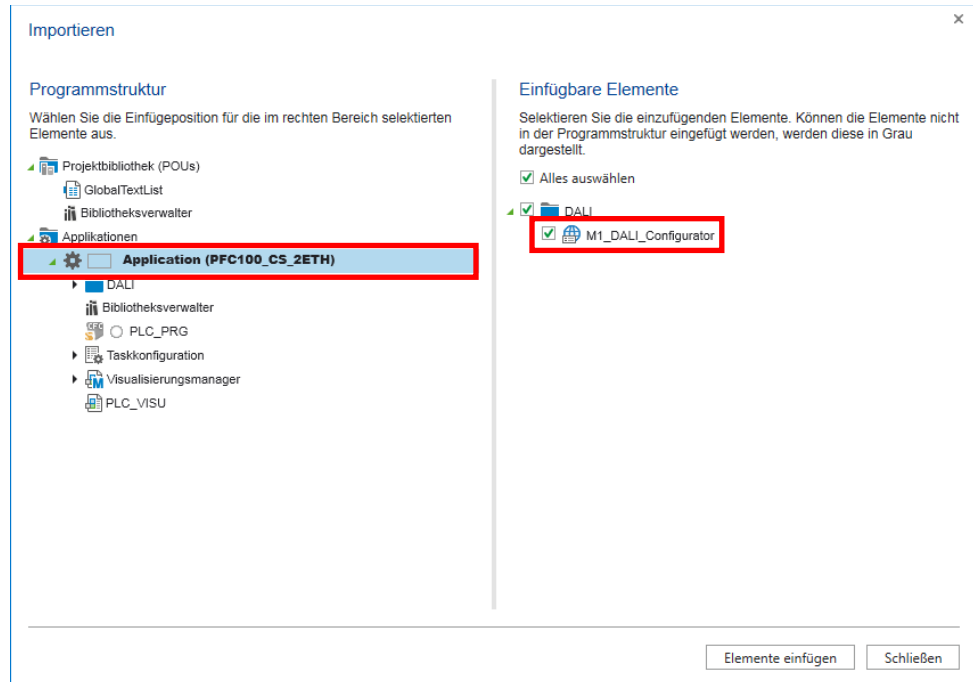 Importieren
Programmstruktur
Wählen Sie die Einfügeposition für die im rechten Bereich selektierten
Elemente aus.
Projektbibliothek (POUs)
GlobalTextList
Bibliotheksverwalter
Applikationen
Application (PFC100_CS_2ETH)
DALI
Bibliotheksverwalter
PLC_PRG
Taskkonfiguration
Visualisierungsmanager
PLC_VISU
Einfügbare Elemente
Selektieren Sie die einzufügenden Elemente. Können die Elemente nicht
in der Programmstruktur eingefügt werden, werden diese in Grau
dargestellt.
Alles auswählen
DALI
M1_DALI_Configurator
Elemente einfügen
Schließen